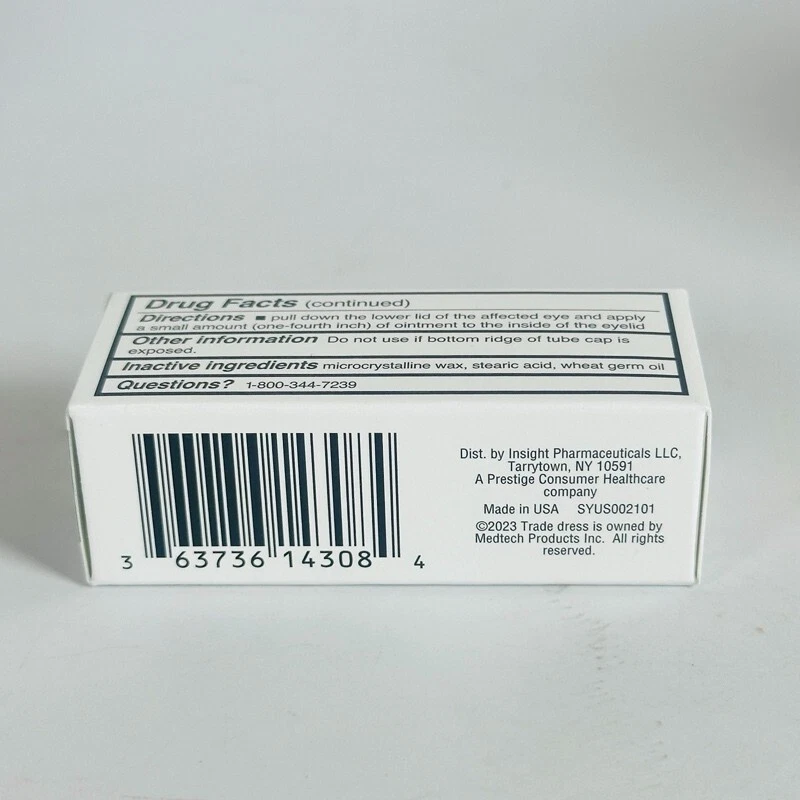 Drug Facts (continued)
Directions ■ pull down the lower lid of the affected eye and apply
a small amount (one-fourth inch) of ointment to the inside of the eyelid
Other information Do not use if bottom ridge of tube cap is
exposed.
Inactive ingredients microcrystalline wax, stearic acid, wheat germ oil
Questions? 1-800-344-7239
3 63736 14308 4
Dist. by Insight Pharmaceuticals LLC,
Tarrytown, NY 10591
A Prestige Consumer Healthcare
company
Made in USA SYUS002101
©2023 Trade dress is owned by
Medtech Products Inc. All rights
reserved.